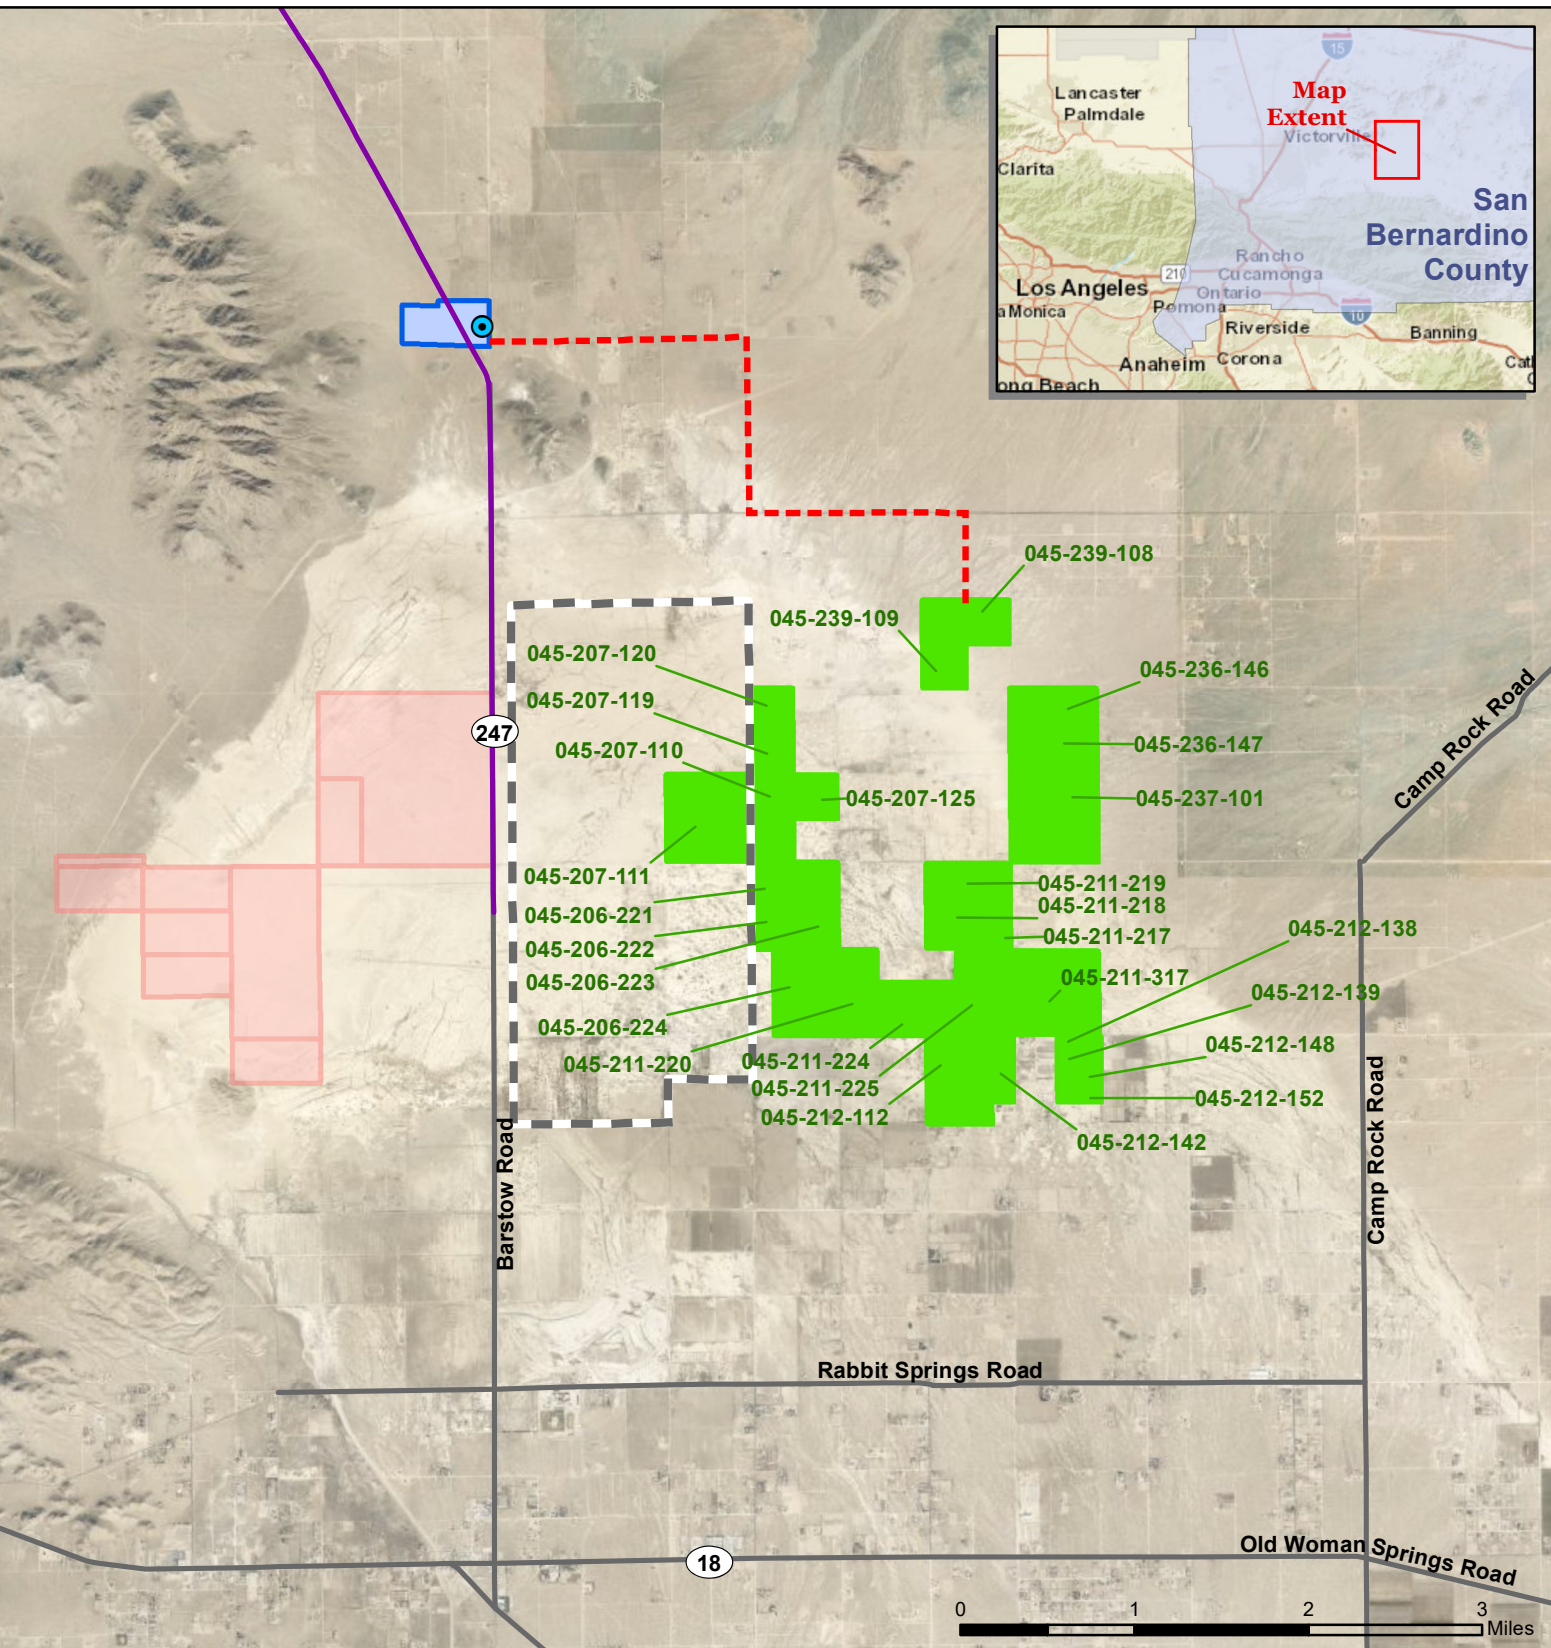 15
Lancaster
Palmdale
Map
Extent
Victorville
Clarita
San
Bernardino
County
Rancho
Cucamonga
210
Los Angeles
Ontario
a Monica
Pomona
10
Riverside
Banning
Anaheim
Corona
Cat
ong Beach
045-239-108
045-239-109
045-207-120
045-236-146
045-207-119
247
045-236-147
045-207-110
045-207-125
045-237-101
Camp Rock Road
045-207-111
045-211-219
045-211-218
045-206-221
045-212-138
045-211-217
045-206-222
045-206-223
045-211-317
045-212-139
045-206-224
045-212-148
045-211-220
045-211-224
045-211-225
045-212-152
045-212-112
045-212-142
Barstow Road
Camp Rock Road
Rabbit Springs Road
Old Woman Springs Road
18
0 1 2 3
Miles